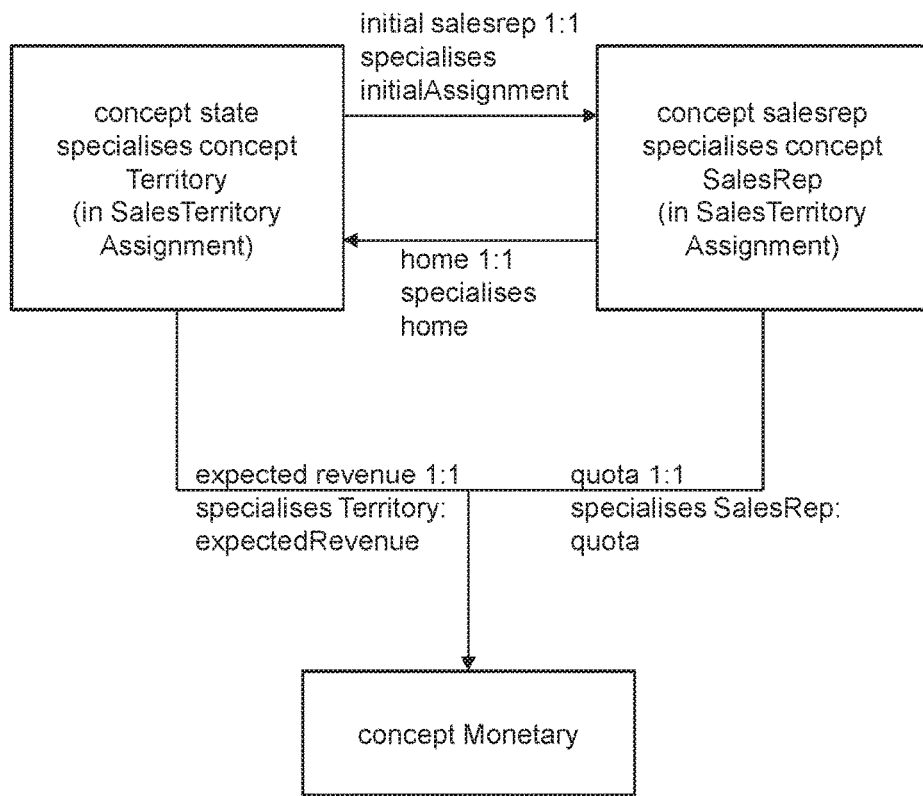 initial salesrep 1:1
specialises
initialAssignment
concept state
specialises concept
Territory
(in SalesTerritory
Assignment)
concept salesrep
specialises concept
SalesRep
(in SalesTerritory
Assignment)
home 1:1
specialises
home
expected revenue 1:1
specialises Territory:
expectedRevenue
quota 1:1
specialises SalesRep:
quota
concept Monetary